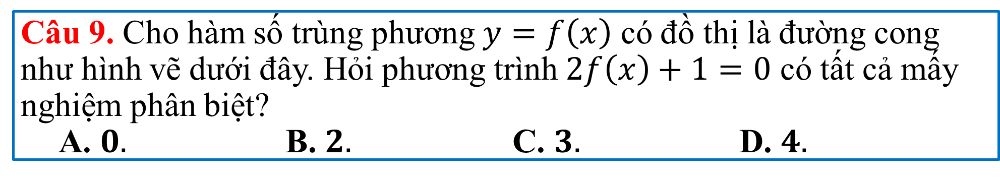 Câu 9. Cho hàm số trùng phương y = f(x) có đồ thị là đường cong
như hình vẽ dưới đây. Hỏi phương trình 2f(x) + 1 = 0 có tất cả mấy
nghiệm phân biệt?
A. 0. B. 2. C. 3. D. 4.